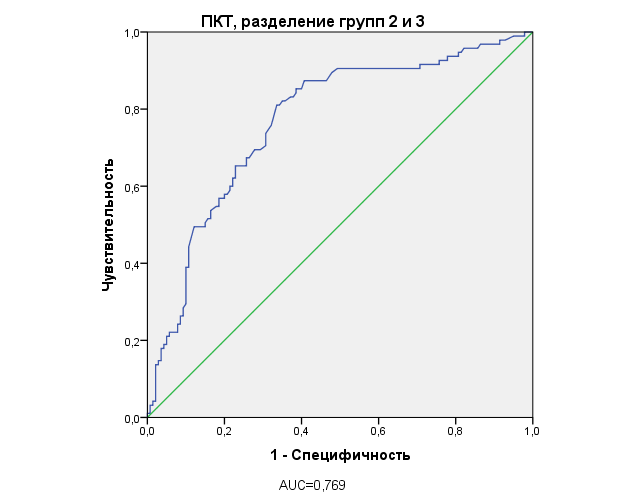 ПКТ, разделение групп 2 и 3
1,0
0,8
0,6
0,4
0,2
0,0
Чувствительность
0,0 0,2 0,4 0,6 0,8 1,0
1 - Специфичность
AUC=0,769